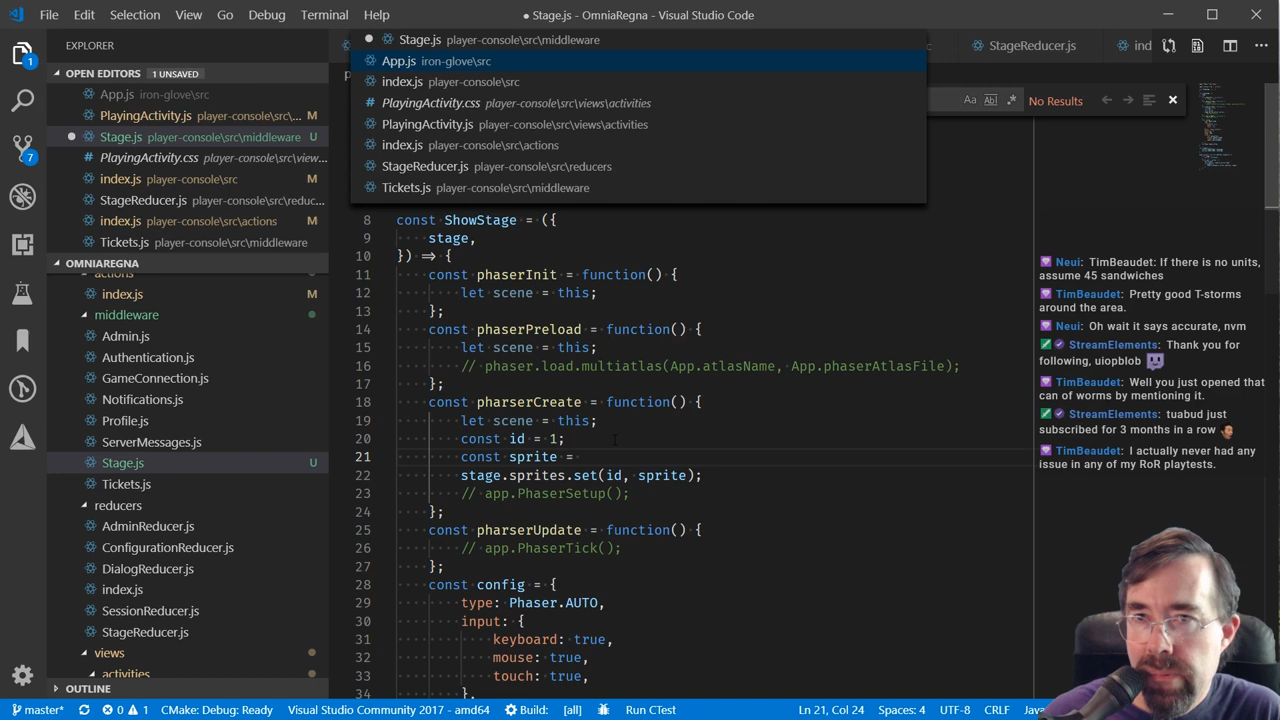 File Edit Selection View Go Debug Terminal Help
● Stage.js - OmniaRegna - Visual Studio Code
EXPLORER
OPEN EDITORS 1 UNSAVED
App.js iron-glove\src
PlayingActivity.js player-console\src\...
M
Stage.js player-console\src\middleware
U
PlayingActivity.css player-console\src\view...
index.js player-console\src
M
StageReducer.js player-console\src\reduc...
index.js player-console\src\actions
M
Tickets.js player-console\src\middleware
OMNIAREGNA
actions
index.js
M
middleware
Admin.js
Authentication.js
GameConnection.js
Notifications.js
Profile.js
ServerMessages.js
Stage.js
U
Tickets.js
reducers
AdminReducer.js
ConfigurationReducer.js
DialogReducer.js
index.js
SessionReducer.js
StageReducer.js
views
activities
OUTLINE
1
7
Stage.js player-console\src\middleware
App.js iron-glove\src
index.js player-console\src
PlayingActivity.css player-console\src\views\activities
PlayingActivity.js player-console\src\views\activities
index.js player-console\src\actions
StageReducer.js player-console\src\reducers
Tickets.js player-console\src\middleware
StageReducer.js
ind
Aa Abl .* No Results
8 const ShowStage = ({
9 stage,
10 }) => {
11 const phaserInit = function() {
12 let scene = this;
13 };
14 const phaserPreload = function() {
15 let scene = this;
16 // phaser.load.multiatlas(App.atlasName, App.phaserAtlasFile);
17 };
18 const pharserCreate = function() {
19 let scene = this;
20 const id = 1;
21 const sprite =
22 stage.sprites.set(id, sprite);
23 // app.PhaserSetup();
24 };
25 const pharserUpdate = function() {
26 // app.PhaserTick();
27 };
28 const config = {
29 type: Phaser.AUTO,
30 input: {
31 keyboard: true,
32 mouse: true,
33 touch: true,
34 },
Neui: TimBeaudet: If there is no units,
assume 45 sandwiches
TimBeaudet: Pretty good T-storms
around the area.
Neui: Oh wait it says accurate, nvm
StreamElements: Thank you for
following, uiopblob
TimBeaudet: Well you just opened that
can of worms by mentioning it.
StreamElements: tuabud just
subscribed for 3 months in a row
TimBeaudet: I actually never had any
issue in any of my RoR playtests.
master* 0 1 CMake: Debug: Ready Visual Studio Community 2017 - amd64 Build: [all] Run CTest Ln 21, Col 24 Spaces: 4 UTF-8 CRLF